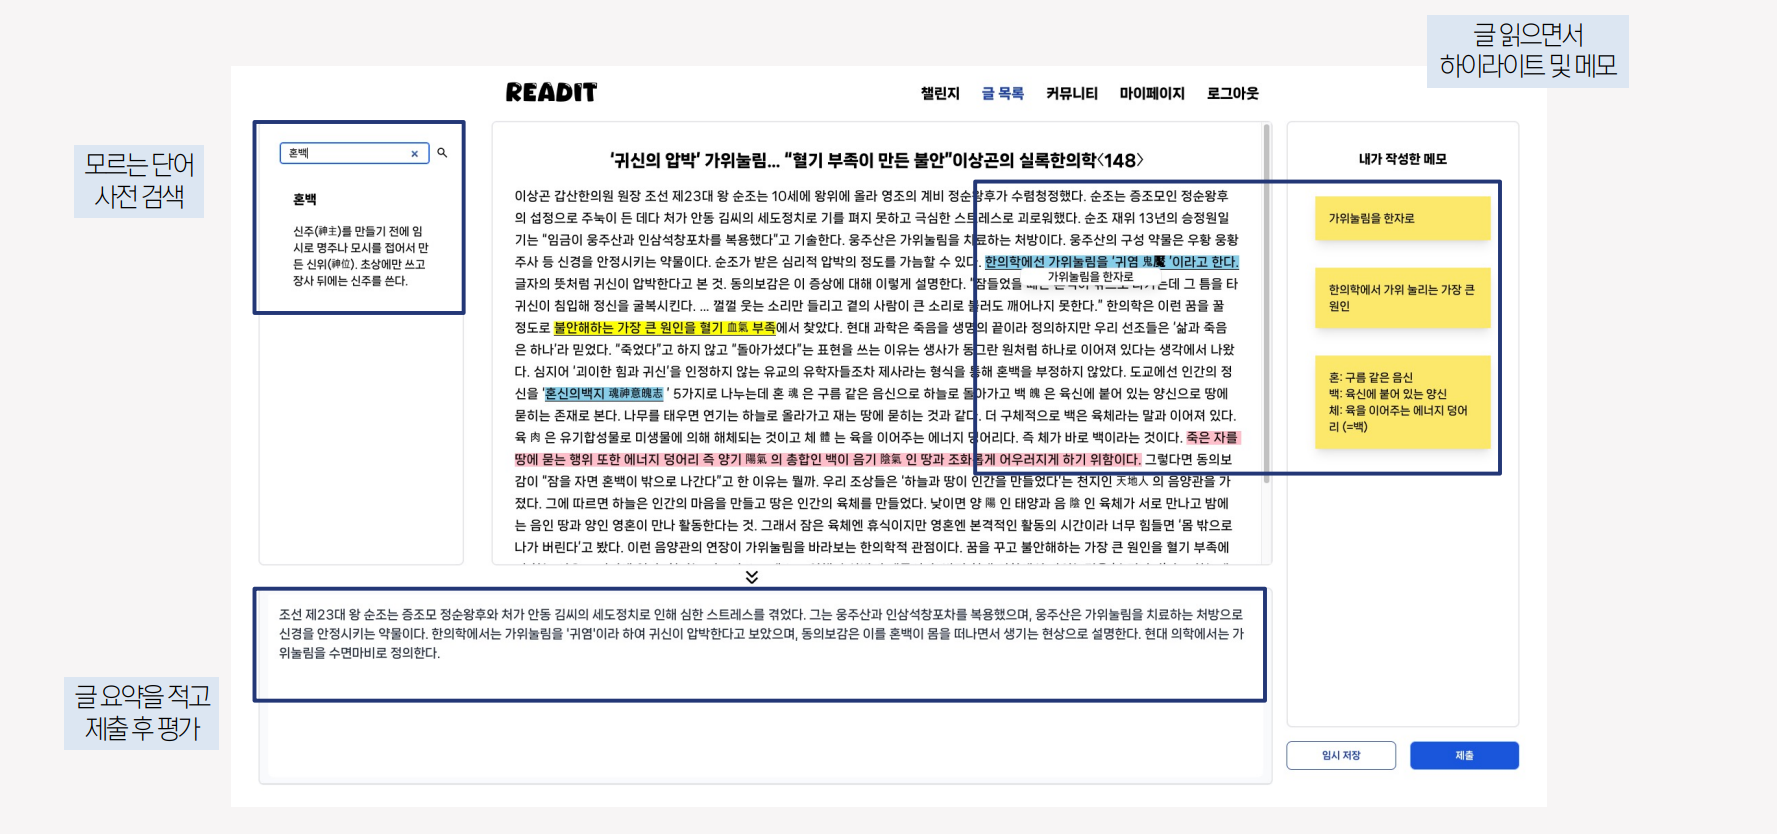 글 읽으면서
하이라이트 및 메모
READIT
챌린지 글 목록 커뮤니티 마이페이지 로그아웃
모르는 단어
사전 검색
혼백
혼백
신주(神主)를 만들기 전에 임
시로 명주나 모시를 접어서 만
든 신위(神位). 초상에만 쓰고
장사 뒤에는 신주를 쓴다.
‘귀신의 압박’ 가위눌림… “혈기 부족이 만든 불안”이상곤의 실록한의학〈148〉
이상곤 갑산한의원 원장 조선 제23대 왕 순조는 10세에 왕위에 올라 영조의 계비 정순왕후가 수렴청정했다. 순조는 증조모인 정순왕후
의 섭정으로 주눅이 든 데다 처가 안동 김씨의 세도정치로 기를 펴지 못하고 극심한 스트레스로 괴로워했다. 순조 재위 13년의 승정원일
기는 “임금이 웅주산과 인삼석창포차를 복용했다”고 기술한다. 웅주산은 가위눌림을 치료하는 처방이다. 웅주산의 구성 약물은 우황 웅황
주사 등 신경을 안정시키는 약물이다. 순조가 받은 심리적 압박의 정도를 가늠할 수 있다. 한의학에선 가위눌림을 ‘귀염 鬼魘 ’이라고 한다.
가위눌림을 한자로
글자의 뜻처럼 귀신이 압박한다고 본 것. 동의보감은 이 증상에 대해 이렇게 설명한다. “잠들었을 데 그 틈을 타
귀신이 침입해 정신을 굴복시킨다. … 껄껄 웃는 소리만 들리고 곁의 사람이 큰 소리로 불러도 깨어나지 못한다.” 한의학은 이런 꿈을 꿀
정도로 불안해하는 가장 큰 원인을 혈기 血氣 부족에서 찾았다. 현대 과학은 죽음을 생명의 끝이라 정의하지만 우리 선조들은 ‘삶과 죽음
은 하나’라 믿었다. “죽었다”고 하지 않고 “돌아가셨다”는 표현을 쓰는 이유는 생사가 동그란 원처럼 하나로 이어져 있다는 생각에서 나왔
다. 심지어 ‘괴이한 힘과 귀신’을 인정하지 않는 유교의 유학자들조차 제사라는 형식을 통해 혼백을 부정하지 않았다. 도교에선 인간의 정
신을 ‘혼신의백지 魂神意魄志 ’ 5가지로 나누는데 혼 魂 은 구름 같은 음신으로 하늘로 돌아가고 백 魄 은 육신에 붙어 있는 양신으로 땅에
묻히는 존재로 본다. 나무를 태우면 연기는 하늘로 올라가고 재는 땅에 묻히는 것과 같다. 더 구체적으로 백은 육체라는 말과 이어져 있다.
육 肉 은 유기합성물로 미생물에 의해 해체되는 것이고 체 體 는 육을 이어주는 에너지 덩어리다. 즉 체가 바로 백이라는 것이다. 죽은 자를
땅에 묻는 행위 또한 에너지 덩어리 즉 양기 陽氣 의 총합인 백이 음기 陰氣 인 땅과 조화롭게 어우러지게 하기 위함이다. 그렇다면 동의보
감이 “잠을 자면 혼백이 밖으로 나간다”고 한 이유는 뭘까. 우리 조상들은 ‘하늘과 땅이 인간을 만들었다’는 천지인 天地人 의 음양관을 가
졌다. 그에 따르면 하늘은 인간의 마음을 만들고 땅은 인간의 육체를 만들었다. 낮이면 양 陽 인 태양과 음 陰 인 육체가 서로 만나고 밤에
는 음인 땅과 양인 영혼이 만나 활동한다는 것. 그래서 잠은 육체엔 휴식이지만 영혼엔 본격적인 활동의 시간이라 너무 힘들면 ‘몸 밖으로
나가 버린다’고 봤다. 이런 음양관의 연장이 가위눌림을 바라보는 한의학적 관점이다. 꿈을 꾸고 불안해하는 가장 큰 원인을 혈기 부족에
내가 작성한 메모
가위눌림을 한자로
한의학에서 가위 눌리는 가장 큰
원인
혼: 구름 같은 음신
백: 육신에 붙어 있는 양신
체: 육을 이어주는 에너지 덩어
리 (=백)
조선 제23대 왕 순조는 증조모 정순왕후와 처가 안동 김씨의 세도정치로 인해 심한 스트레스를 겪었다. 그는 웅주산과 인삼석창포차를 복용했으며, 웅주산은 가위눌림을 치료하는 처방으로
신경을 안정시키는 약물이다. 한의학에서는 가위눌림을 '귀염'이라 하여 귀신이 압박한다고 보았으며, 동의보감은 이를 혼백이 몸을 떠나면서 생기는 현상으로 설명한다. 현대 의학에서는 가
위눌림을 수면마비로 정의한다.
글 요약을 적고
제출 후 평가
임시 저장 제출